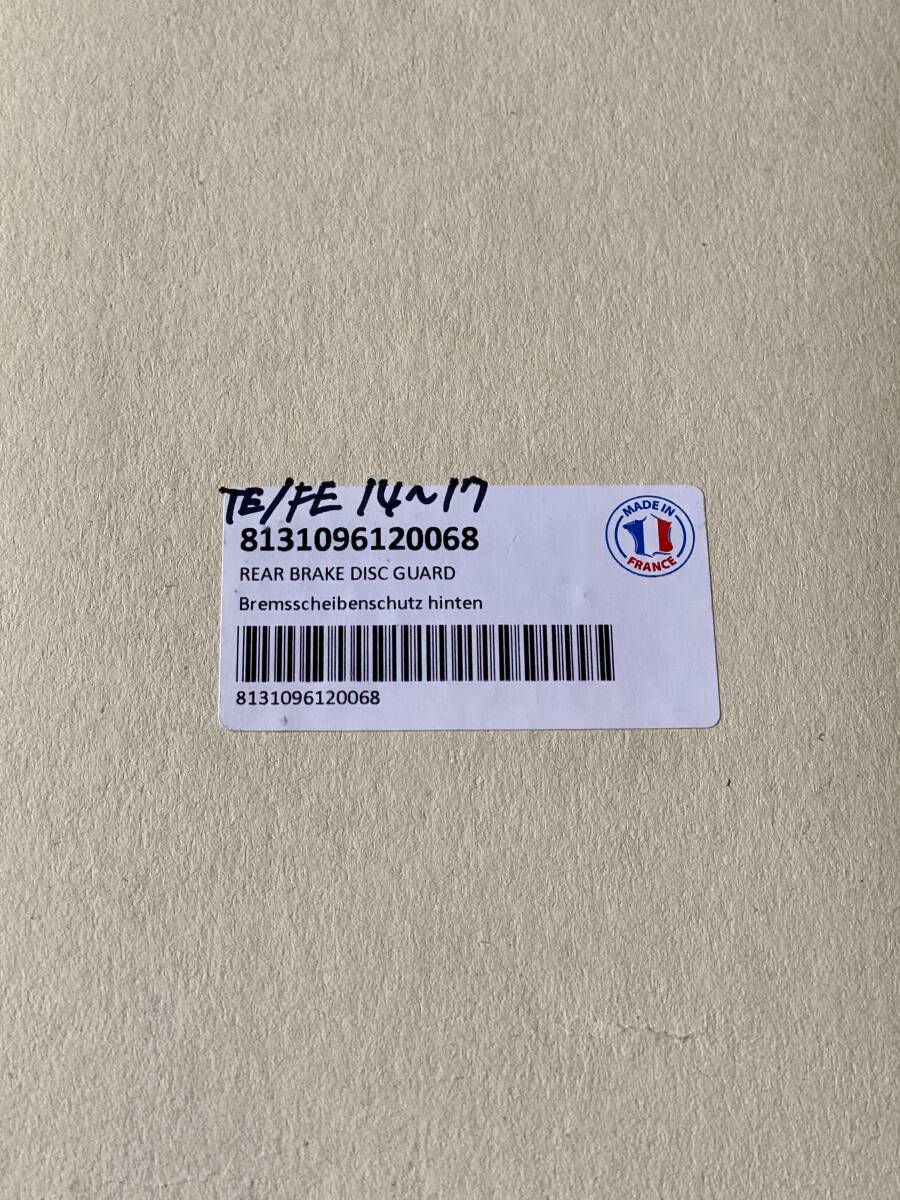 TE/FE 14~17
8131096120068
MADE IN
FRANCE
REAR BRAKE DISC GUARD
Bremsscheibenschutz hinten
8131096120068